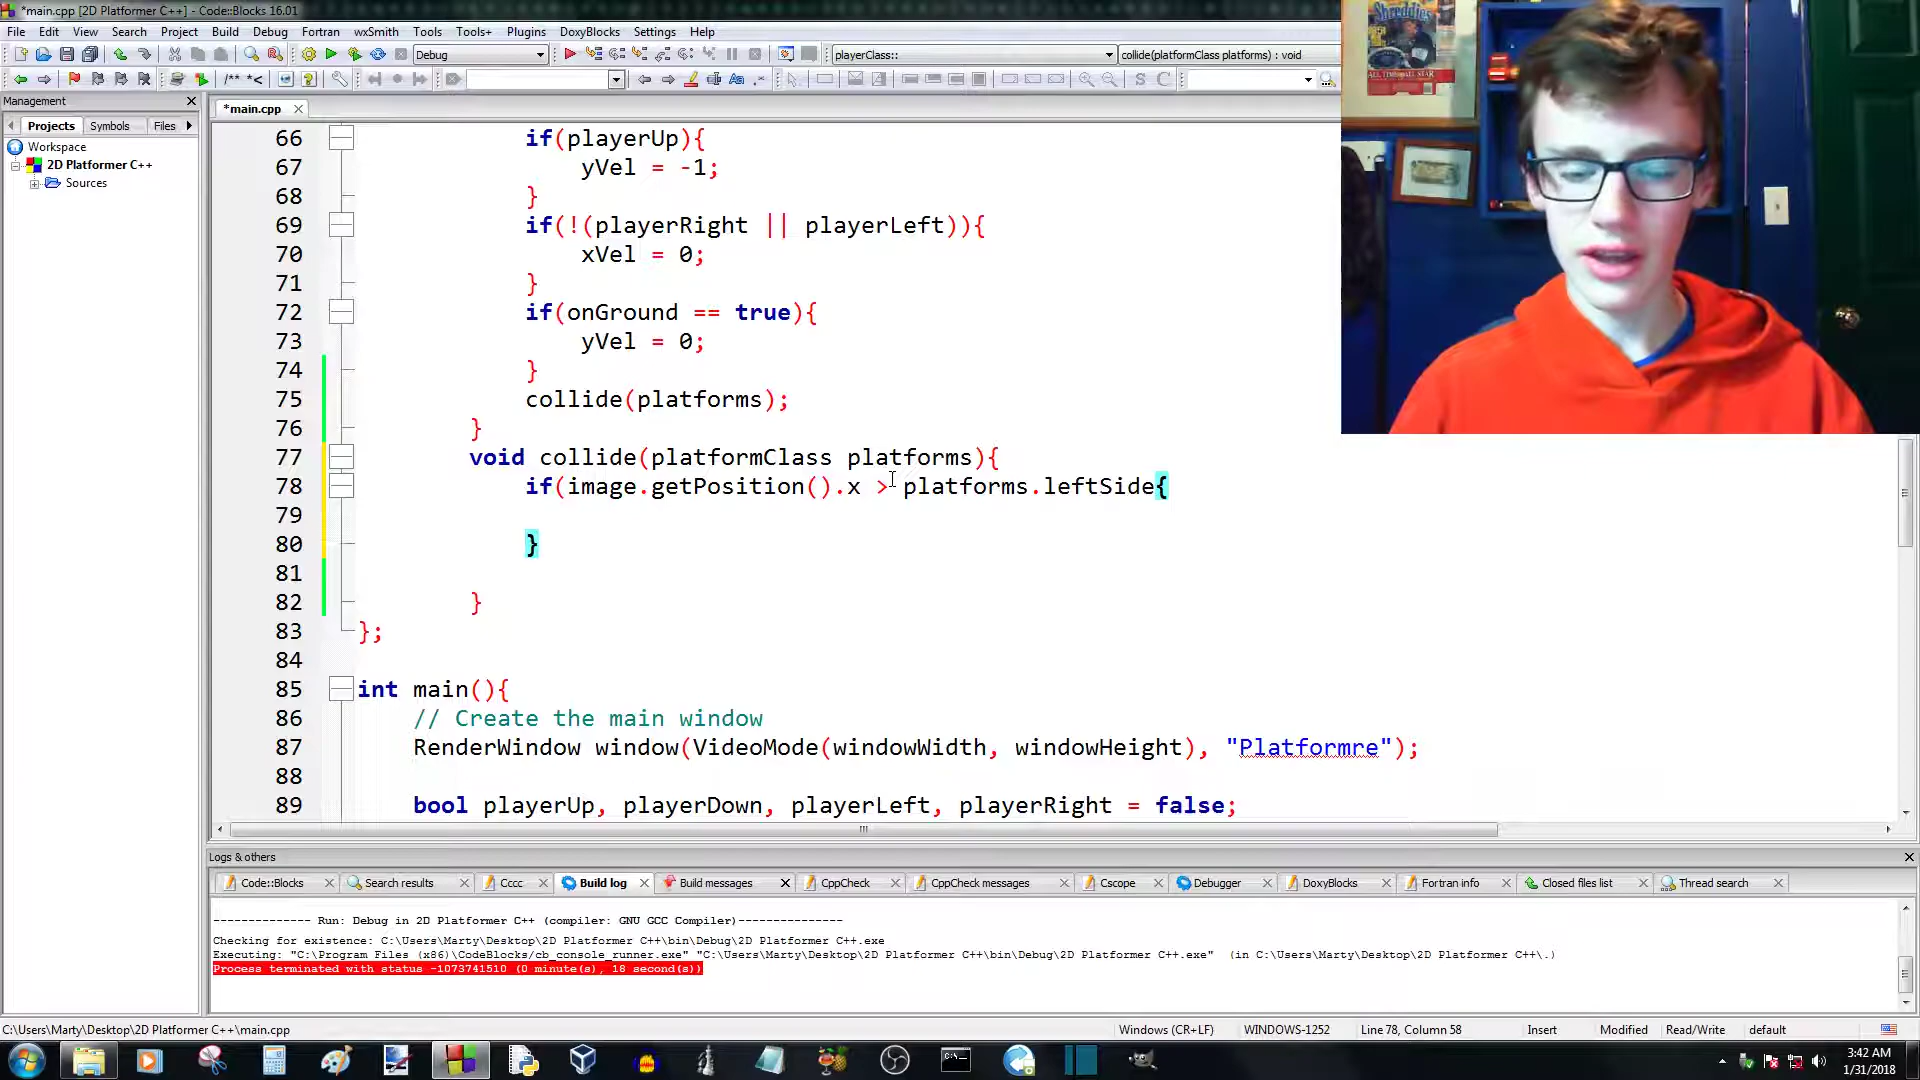 *main.cpp [2D Platformer C++] - Code::Blocks 16.01
File Edit View Search Project Build Debug Fortran wxSmith Tools Tools+ Plugins DoxyBlocks Settings Help
Debug playerClass:: collide(platformClass platforms) : void
/** *<
Management
*main.cpp
Projects Symbols Files
Workspace
2D Platformer C++
Sources
66 if(playerUp){
67 yVel = -1;
68 }
69 if(!(playerRight || playerLeft)){
70 xVel = 0;
71 }
72 if(onGround == true){
73 yVel = 0;
74 }
75 collide(platforms);
76 }
77 void collide(platformClass platforms){
78 if(image.getPosition().x > platforms.leftSide{
79
80 }
81
82 }
83 };
84
85 int main(){
86 // Create the main window
87 RenderWindow window(VideoMode(windowWidth, windowHeight), "Platformre");
88
89 bool playerUp, playerDown, playerLeft, playerRight = false;
Shreddies
Logs & others
Code::Blocks Search results Cccc Build log Build messages CppCheck CppCheck messages Cscope Debugger DoxyBlocks Fortran info Closed files list Thread search
-------------- Run: Debug in 2D Platformer C++ (compiler: GNU GCC Compiler)---------------
Checking for existence: C:\Users\Marty\Desktop\2D Platformer C++\bin\Debug\2D Platformer C++.exe
Executing: "C:\Program Files (x86)\CodeBlocks/cb_console_runner.exe" "C:\Users\Marty\Desktop\2D Platformer C++\bin\Debug\2D Platformer C++.exe" (in C:\Users\Marty\Desktop\2D Platformer C++\.)
Process terminated with status -1073741510 (0 minute(s), 18 second(s))
C:\Users\Marty\Desktop\2D Platformer C++\main.cpp Windows (CR+LF) WINDOWS-1252 Line 78, Column 58 Insert Modified Read/Write default
3:42 AM
1/31/2018